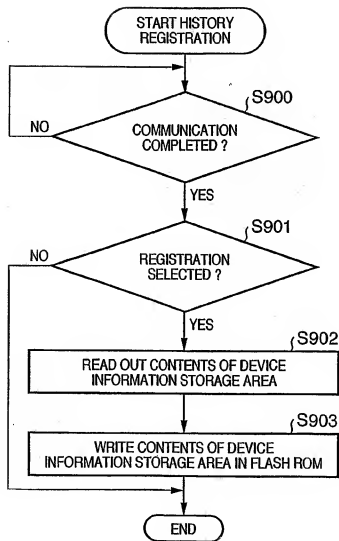 START HISTORY
REGISTRATION
S900
NO
COMMUNICATION
COMPLETED ?
YES
S901
NO
REGISTRATION
SELECTED ?
YES
S902
READ OUT CONTENTS OF DEVICE
INFORMATION STORAGE AREA
S903
WRITE CONTENTS OF DEVICE
INFORMATION STORAGE AREA IN FLASH ROM
END